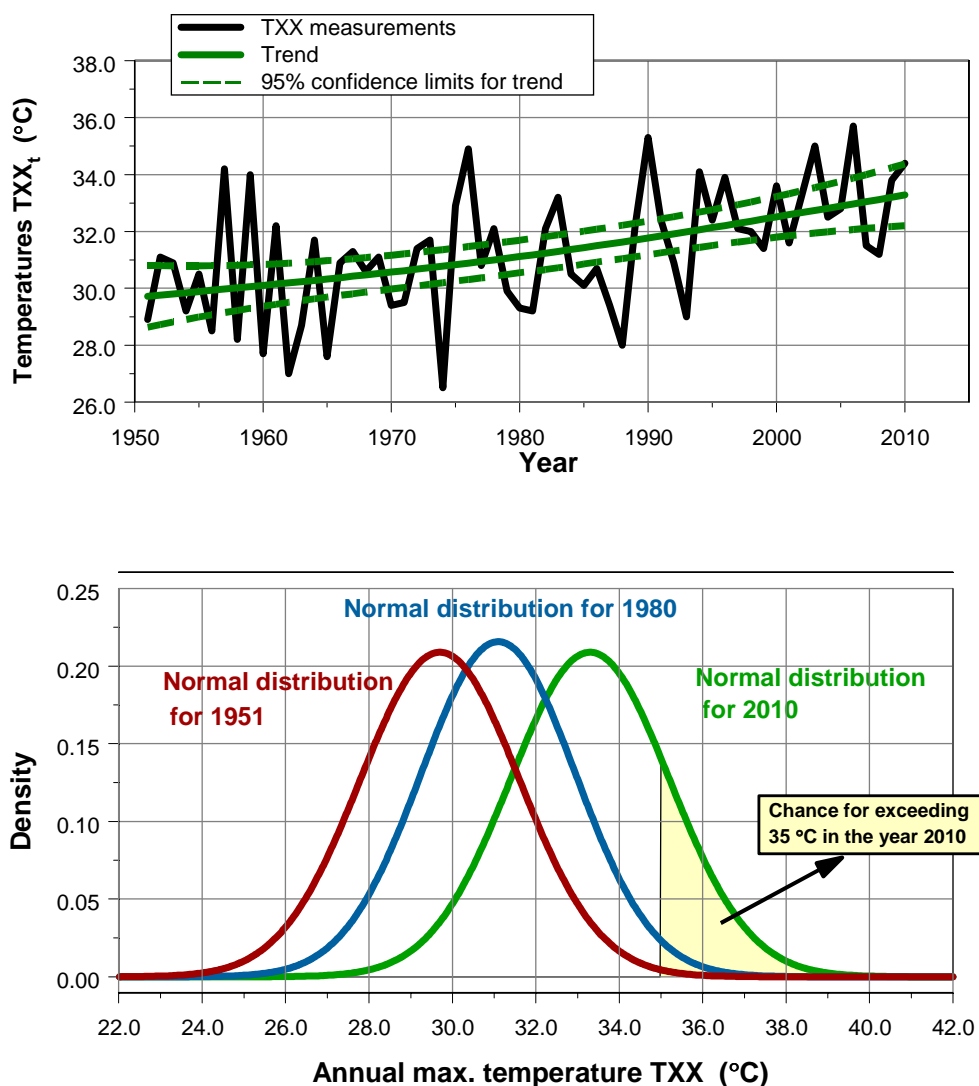 TXX measurements
Trend
95% confidence limits for trend
Temperatures TXXt (°C)
38.0
36.0
34.0
32.0
30.0
28.0
26.0
1950 1960 1970 1980 1990 2000 2010
Year
Normal distribution for 1980
Normal distribution
for 1951
Normal distribution
for 2010
Chance for exceeding
35 ºC in the year 2010
Density
0.25
0.20
0.15
0.10
0.05
0.00
22.0 24.0 26.0 28.0 30.0 32.0 34.0 36.0 38.0 40.0 42.0
Annual max. temperature TXX (°C)